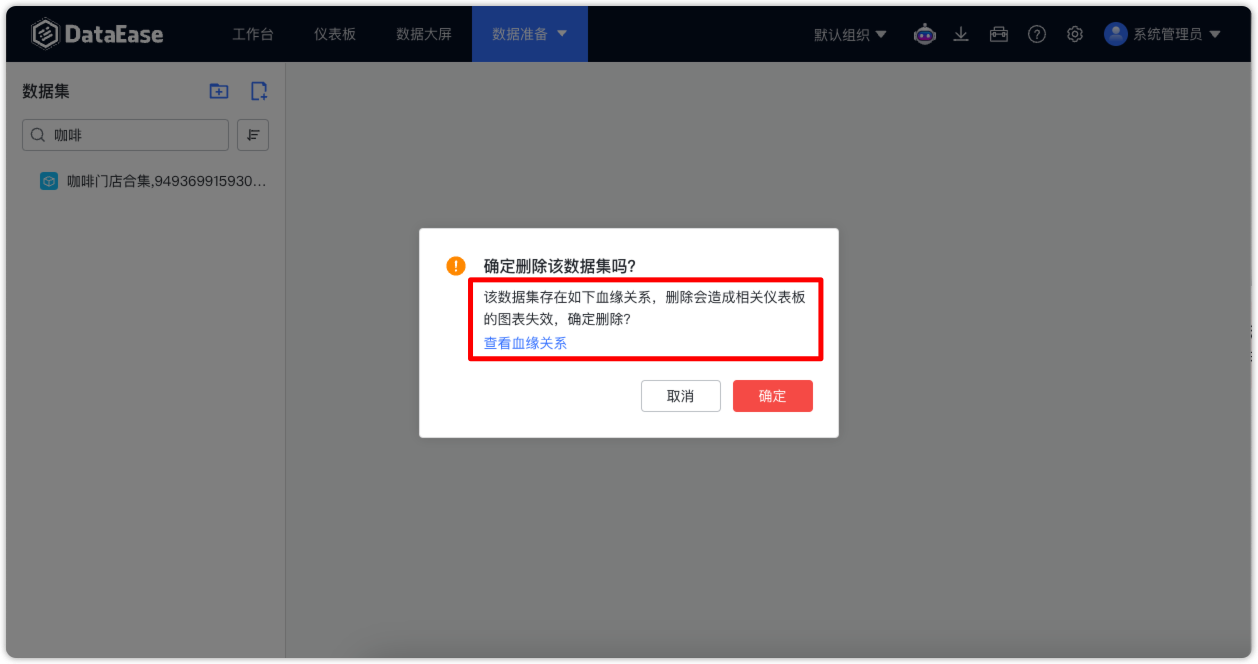 DataEase
工作台
仪表板
数据大屏
数据准备
默认组织
系统管理员
数据集
咖啡
咖啡门店合集,949369915930...
确定删除该数据集吗?
该数据集存在如下血缘关系，删除会造成相关仪表板
的图表失效，确定删除?
查看血缘关系
取消
确定